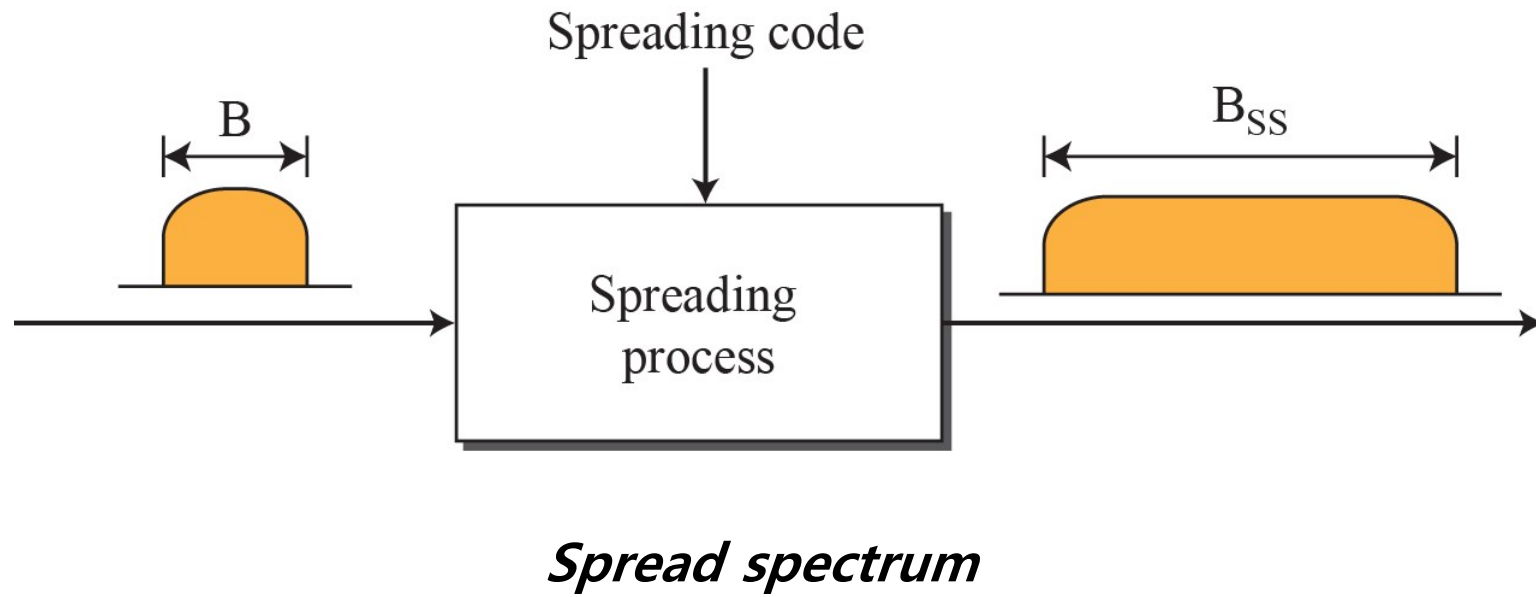 Spreading code
B
B_SS
Spreading
process
Spread spectrum